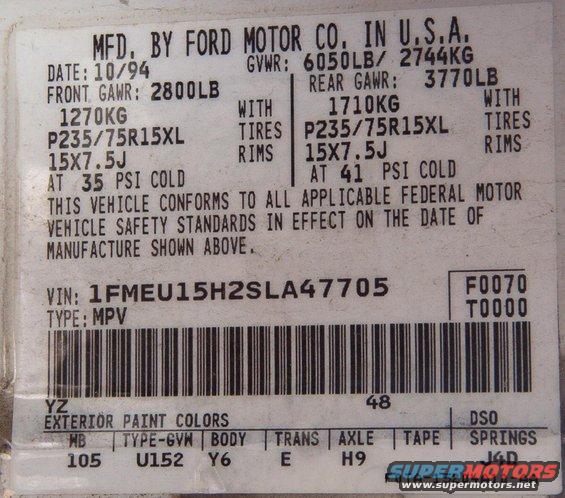 MFD. BY FORD MOTOR CO. IN U.S.A.
DATE: 10/94 GVWR: 6050LB/ 2744KG
FRONT GAWR: 2800LB REAR GAWR: 3770LB
1270KG WITH 1710KG WITH
P235/75R15XL TIRES P235/75R15XL TIRES
15X7.5J RIMS 15X7.5J RIMS
AT 35 PSI COLD AT 41 PSI COLD
THIS VEHICLE CONFORMS TO ALL APPLICABLE FEDERAL MOTOR
VEHICLE SAFETY STANDARDS IN EFFECT ON THE DATE OF
MANUFACTURE SHOWN ABOVE.
VIN: 1FMEU15H2SLA47705 F0070
TYPE: MPV T0000
YZ 48
EXTERIOR PAINT COLORS DSO
WB TYPE-GVW BODY TRANS AXLE TAPE SPRINGS
105 U152 Y6 E H9 J4D
SUPERMOTORS
www.supermotors.net